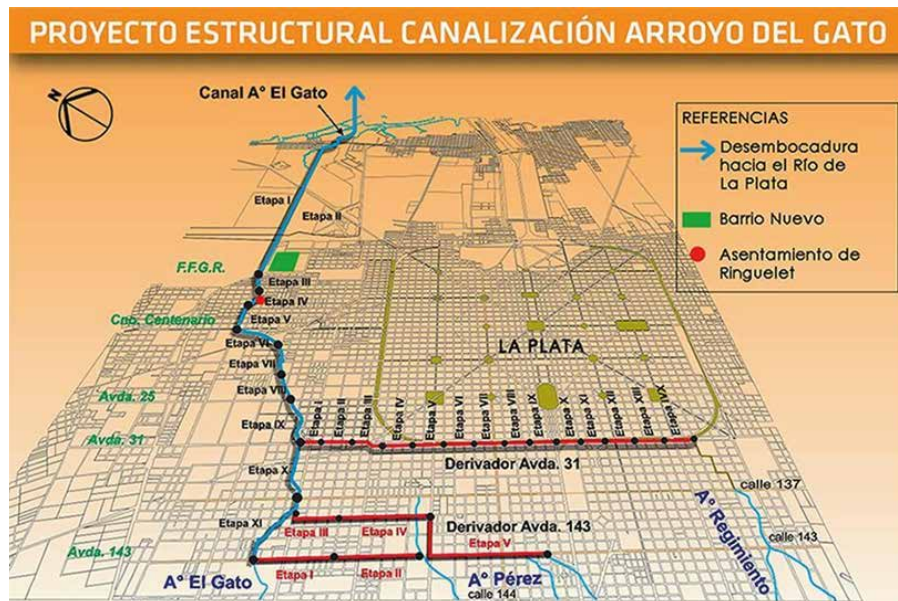 PROYECTO ESTRUCTURAL CANALIZACIÓN ARROYO DEL GATO
N
Canal Aº El Gato
REFERENCIAS
Desembocadura
hacia el Río de
La Plata
Barrio Nuevo
Asentamiento de
Ringuelet
Etapa I
Etapa II
F.F.G.R.
Etapa III
Etapa IV
Cno. Centenario
Etapa V
Etapa VI
LA PLATA
Etapa VII
Etapa VIII
Avda. 25
Etapa IX
Avda. 31
Etapa I
Etapa II
Etapa III
Etapa IV
Etapa V
Etapa VI
Etapa VII
Etapa VIII
Etapa IX
Etapa X
Etapa XI
Etapa XII
Etapa XIII
Etapa XIV
Derivador Avda. 31
Etapa X
calle 137
Etapa XI
Etapa III
Etapa IV
Derivador Avda. 143
Aº Regimiento
calle 143
Avda. 143
Etapa V
Aº El Gato
Etapa I
Etapa II
Aº Pérez
calle 144